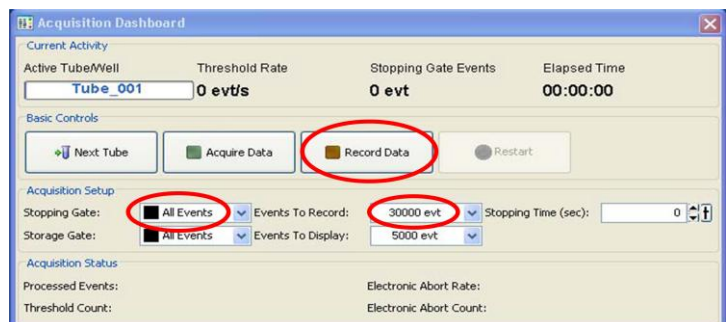 Acquisition Dashboard
Current Activity
Active Tube/Well Threshold Rate Stopping Gate Events Elapsed Time
Tube_001 0 evt/s 0 evt 00:00:00
Basic Controls
Next Tube Acquire Data Record Data Restart
Acquisition Setup
Stopping Gate: All Events Events To Record: 30000 evt Stopping Time (sec): 0
Storage Gate: All Events Events To Display: 5000 evt
Acquisition Status
Processed Events: Electronic Abort Rate:
Threshold Count: Electronic Abort Count: